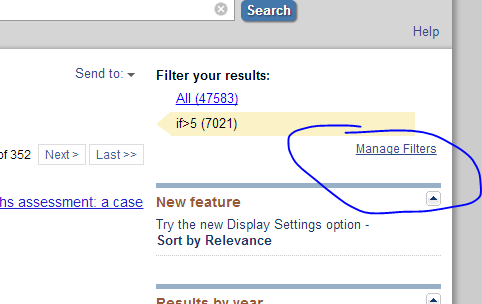 Search
Help
Send to:
Filter your results:
All (47583)
if>5 (7021)
Manage Filters
of 352 Next > Last >>
hs assessment: a case
New feature
Try the new Display Settings option -
Sort by Relevance
Results by year